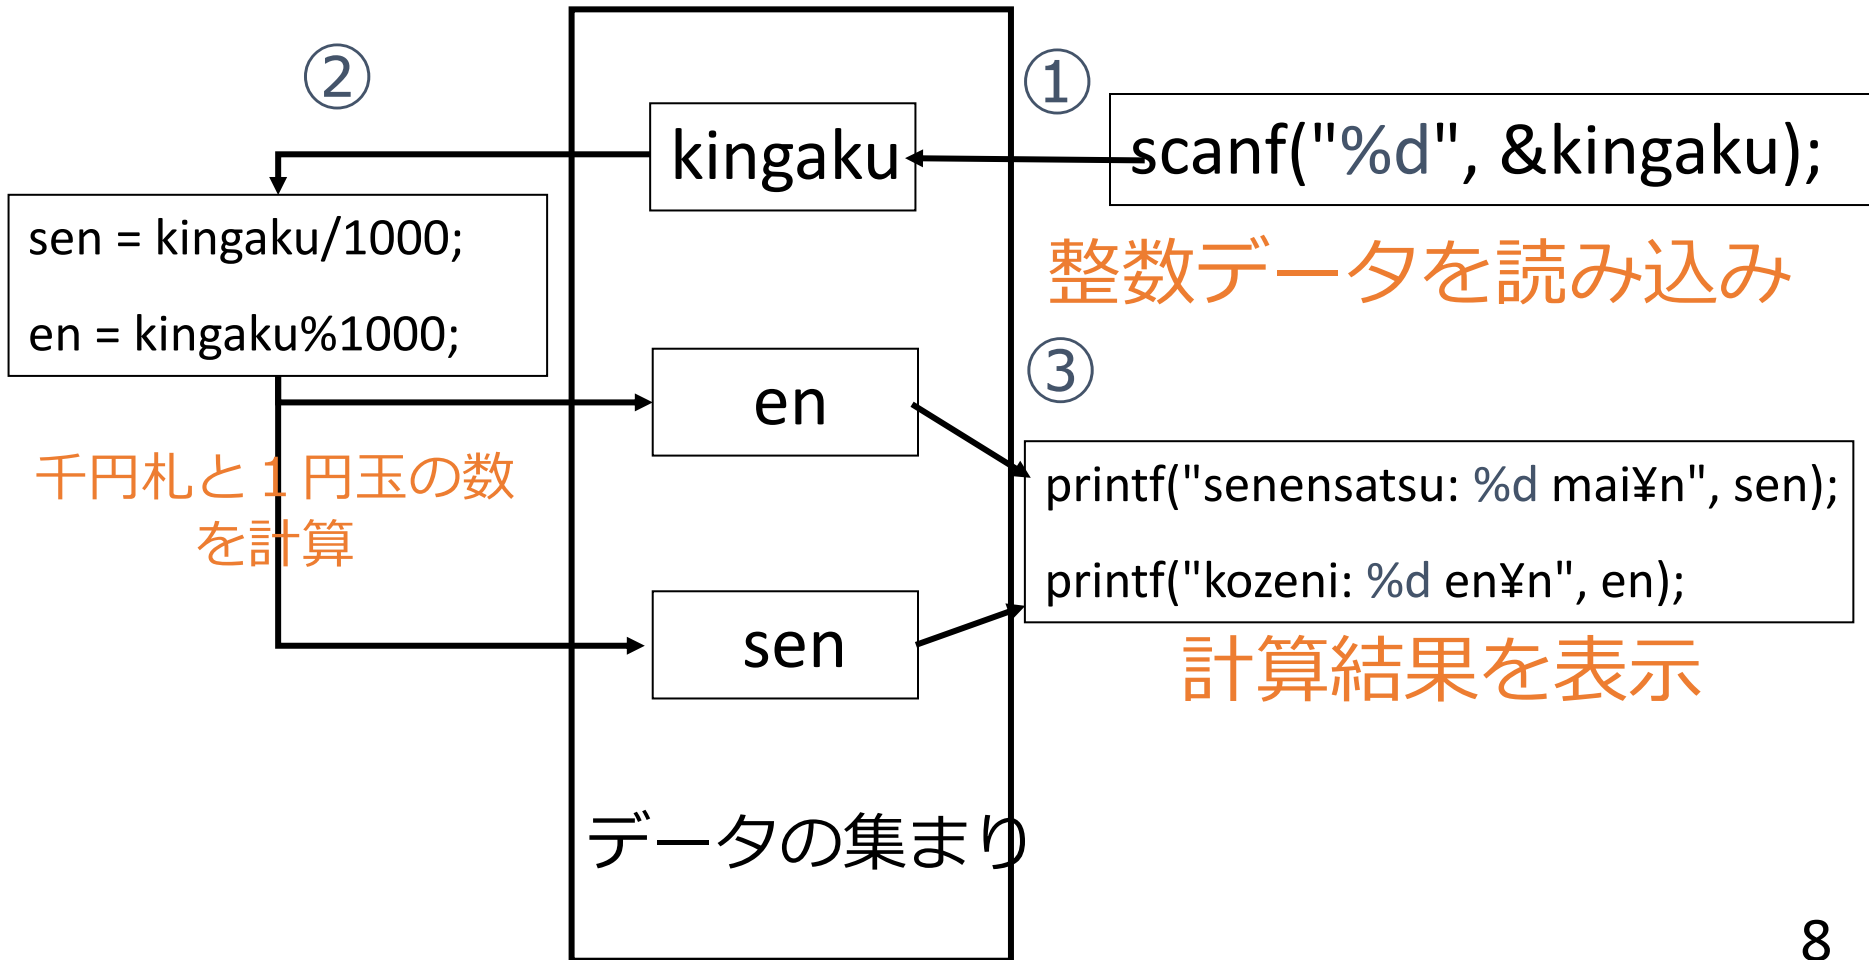 ①
scanf("%d", &kingaku);
整数データを読み込み
②
kingaku
sen = kingaku/1000;
en = kingaku%1000;
千円札と１円玉の数
を計算
en
sen
③
printf("senensatsu: %d mai¥n", sen);
printf("kozeni: %d en¥n", en);
計算結果を表示
データの集まり
8